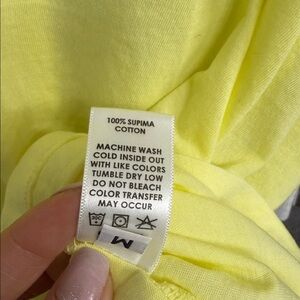 100% SUPIMA
COTTON
MACHINE WASH
COLD INSIDE OUT
WITH LIKE COLORS
TUMBLE DRY LOW
DO NOT BLEACH
COLOR TRANSFER
MAY OCCUR
M